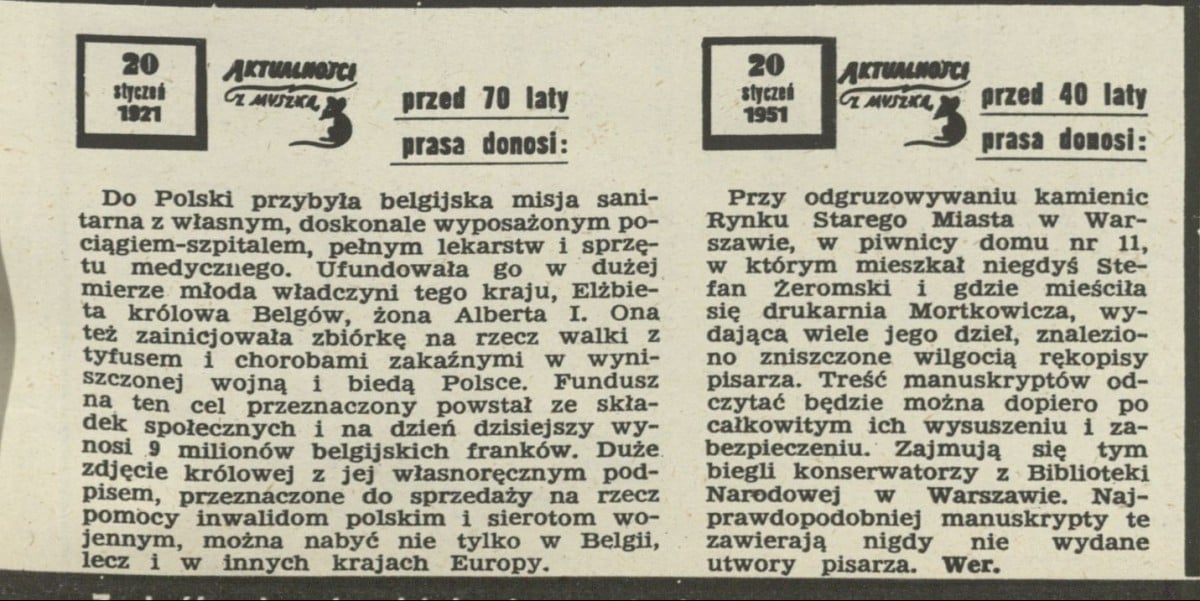 20
styczeń
1921
AKTUALNOŚCI
Z MYSZKĄ
przed 70 laty
prasa donosi:
Do Polski przybyła belgijska misja sani-
tarna z własnym, doskonale wyposażonym po-
ciągiem-szpitalem, pełnym lekarstw i sprzę-
tu medycznego. Ufundowała go w dużej
mierze młoda władczyni tego kraju, Elżbie-
ta królowa Belgów, żona Alberta I. Ona
też zainicjowała zbiórkę na rzecz walki z
tyfusem i chorobami zakaźnymi w wyni-
szczonej wojną i biedą Polsce. Fundusz
na ten cel przeznaczony powstał ze skła-
dek społecznych i na dzień dzisiejszy wy-
nosi 9 milionów belgijskich franków. Duże
zdjęcie królowej z jej własnoręcznym pod-
pisem, przeznaczone do sprzedaży na rzecz
pomocy inwalidom polskim i sierotom wo-
jennym, można nabyć nie tylko w Belgii,
lecz i w innych krajach Europy.
20
styczeń
1951
AKTUALNOŚCI
Z MYSZKĄ
przed 40 laty
prasa donosi:
Przy odgruzowywaniu kamienic
Rynku Starego Miasta w War-
szawie, w piwnicy domu nr 11,
w którym mieszkał niegdyś Ste-
fan Żeromski i gdzie mieściła
się drukarnia Mortkowicza, wy-
dająca wiele jego dzieł, znalezio-
no zniszczone wilgocią rękopisy
pisarza. Treść manuskryptów od-
czytać będzie można dopiero po
całkowitym ich wysuszeniu i za-
bezpieczeniu. Zajmują się tym
biegli konserwatorzy z Biblioteki
Narodowej w Warszawie. Naj-
prawdopodobniej manuskrypty te
zawierają nigdy nie wydane
utwory pisarza. Wer.